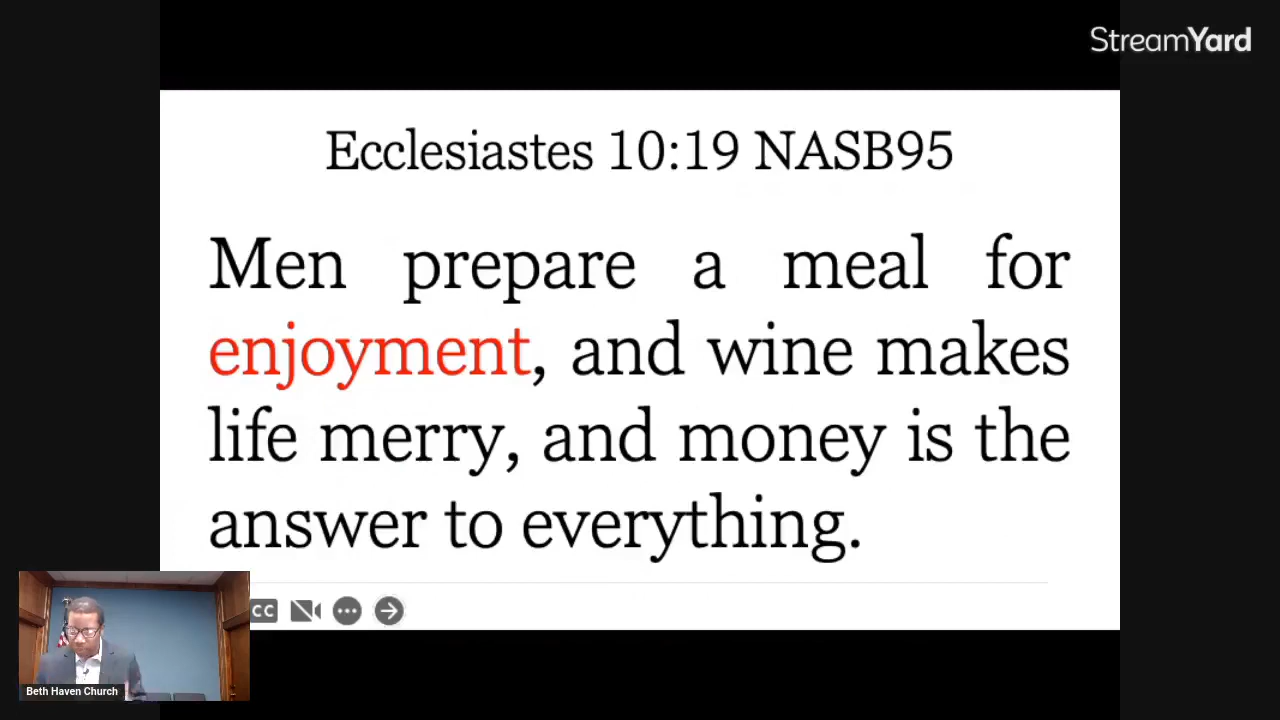 StreamYard
Ecclesiastes 10:19 NASB95
Men prepare a meal for
enjoyment, and wine makes
life merry, and money is the
answer to everything.
CC
Beth Haven Church